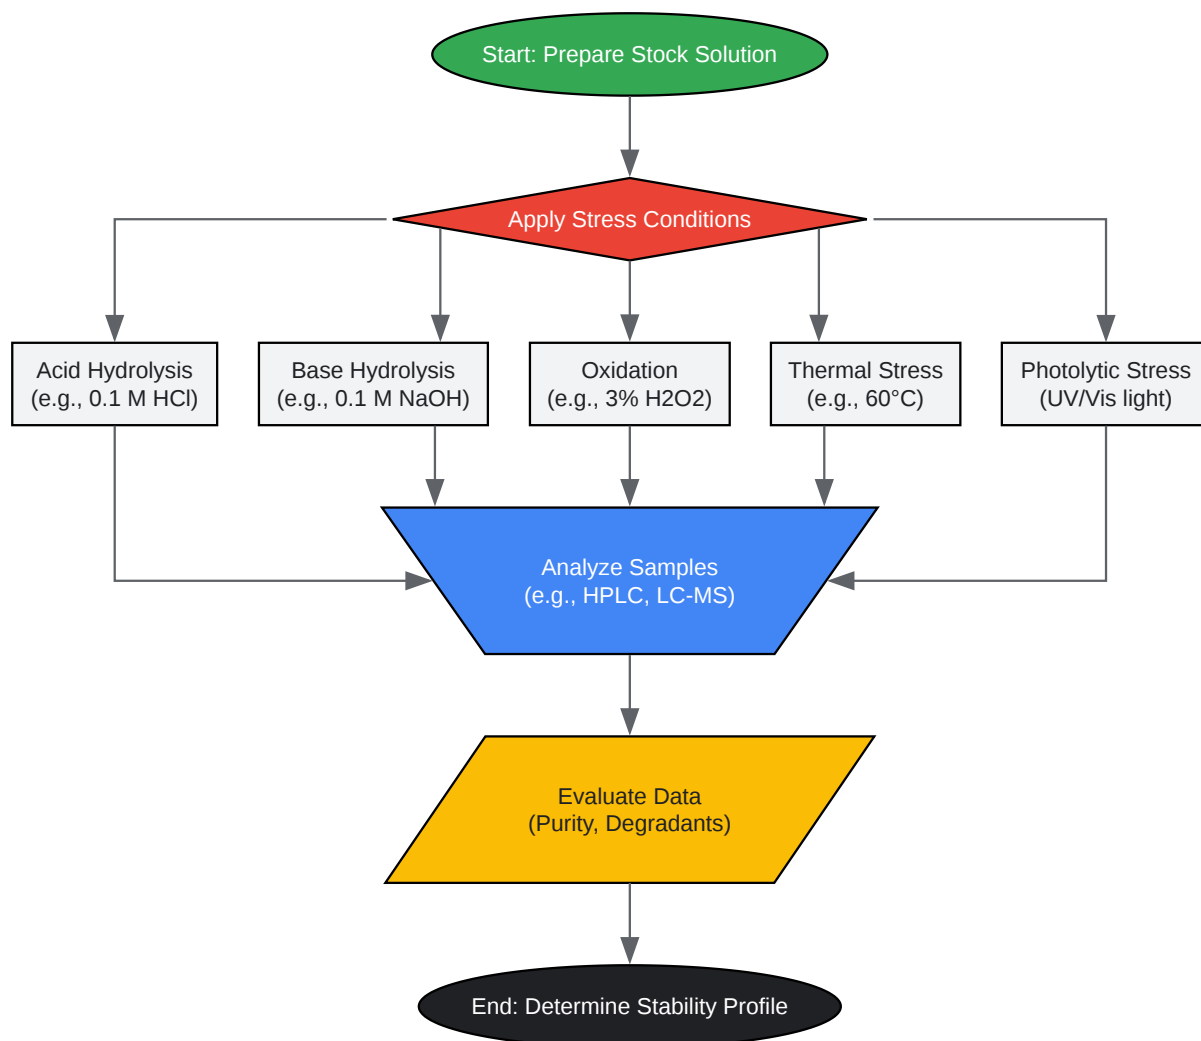 Start: Prepare Stock Solution
Apply Stress Conditions
Acid Hydrolysis
(e.g., 0.1 M HCl)
Base Hydrolysis
(e.g., 0.1 M NaOH)
Oxidation
(e.g., 3% H2O2)
Thermal Stress
(e.g., 60°C)
Photolytic Stress
(UV/Vis light)
Analyze Samples
(e.g., HPLC, LC-MS)
Evaluate Data
(Purity, Degradants)
End: Determine Stability Profile